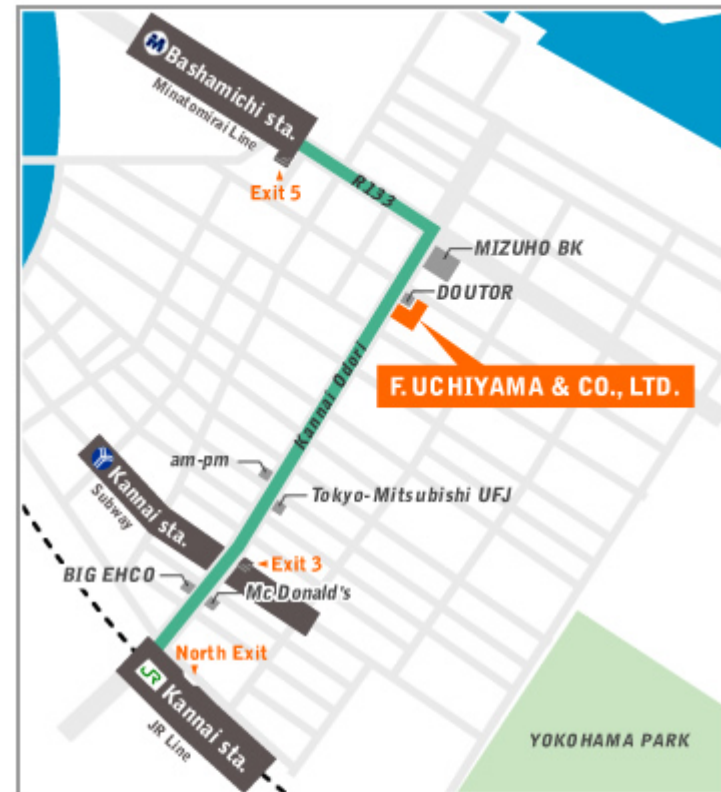 Bashamichi sta.
Minatomirai Line
Exit 5
R133
MIZUHO BK
DOUTOR
F. UCHIYAMA & CO., LTD.
Kannai Odori
am-pm
Tokyo-Mitsubishi UFJ
Kannai sta.
Subway
Exit 3
BIG EHCO
Mc Donald's
North Exit
JR
Kannai sta.
JR Line
YOKOHAMA PARK